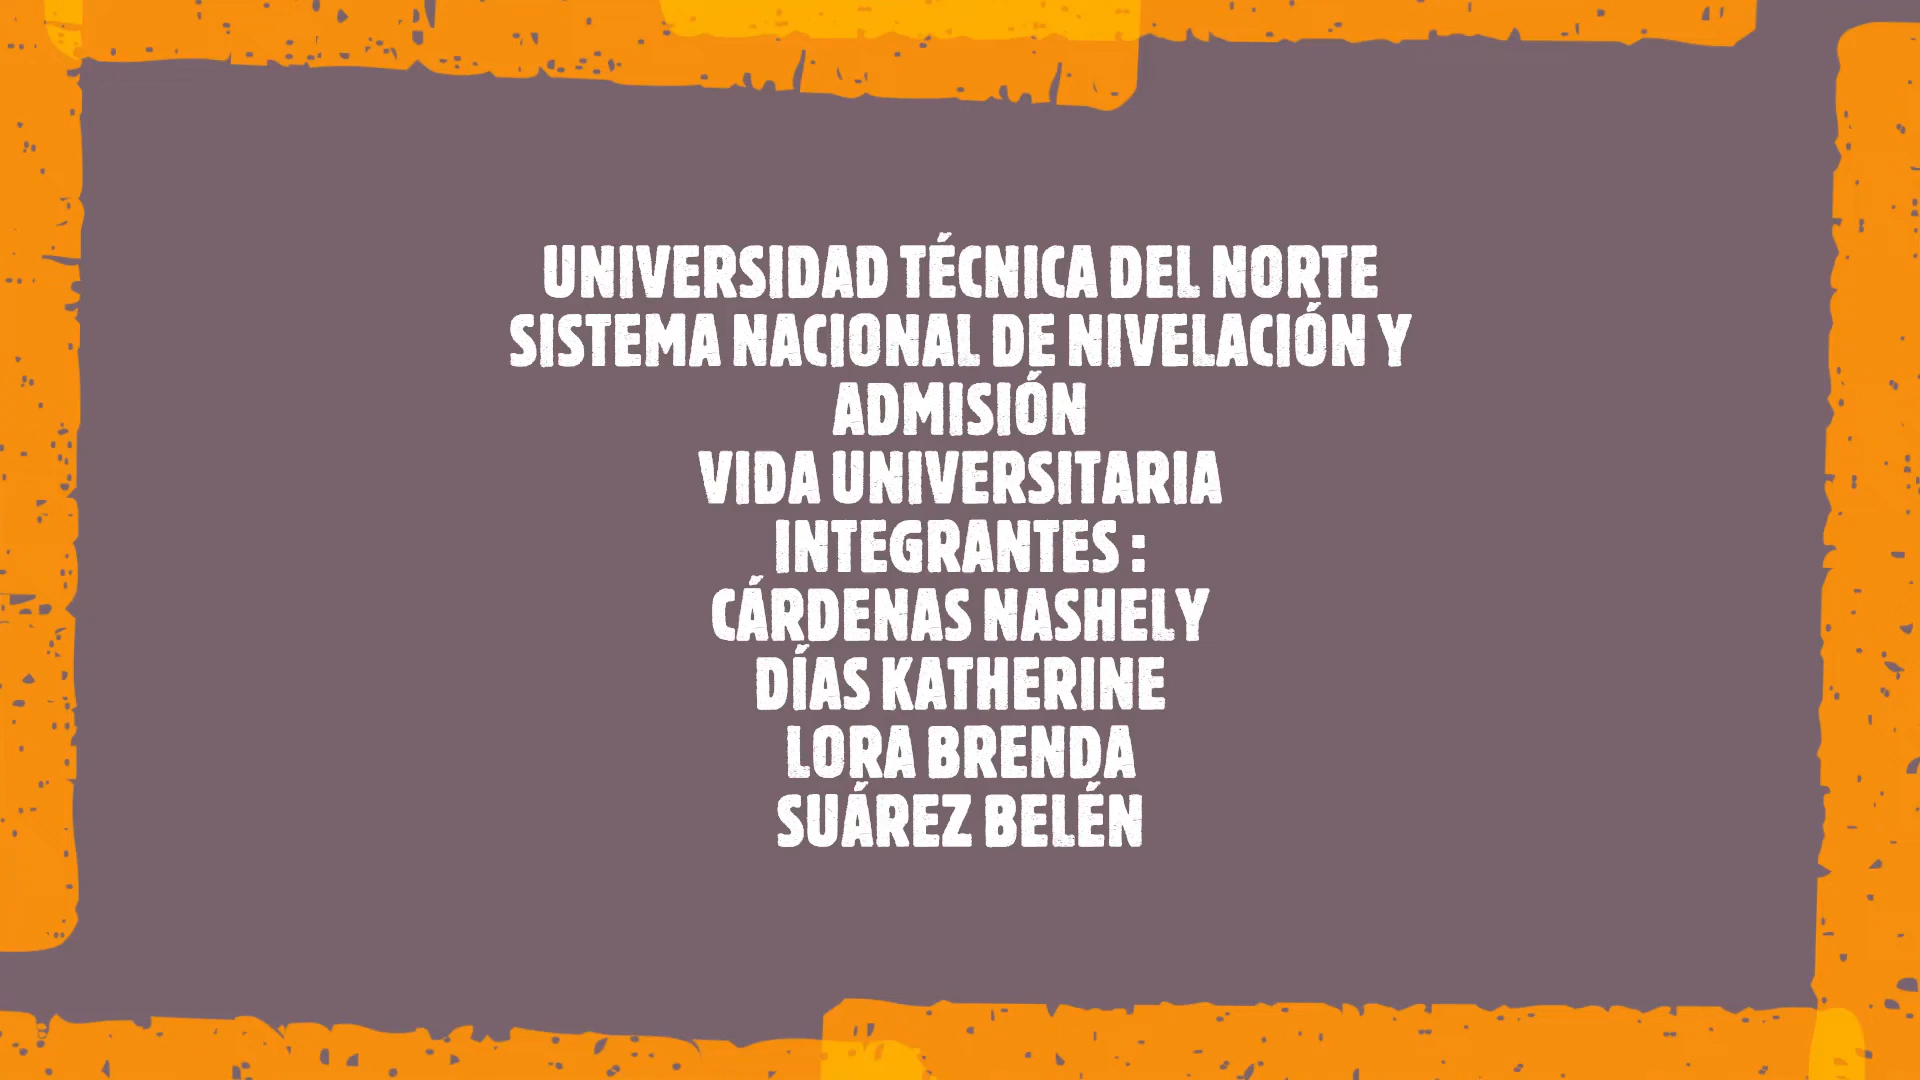 UNIVERSIDAD TÉCNICA DEL NORTE
SISTEMA NACIONAL DE NIVELACIÓN Y
ADMISIÓN
VIDA UNIVERSITARIA
INTEGRANTES :
CÁRDENAS NASHELY
DÍAS KATHERINE
LORA BRENDA
SUÁREZ BELÉN